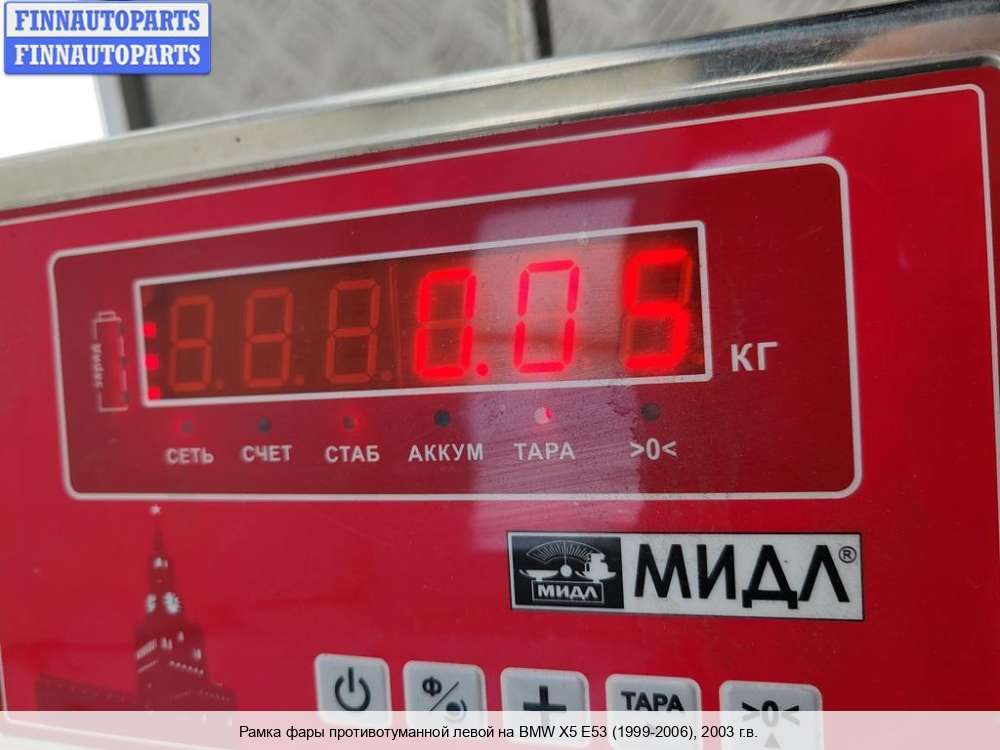 FINNAUTOPARTS
FINNAUTOPARTS
0.05
КГ
СЕТЬ СЧЕТ СТАБ АККУМ ТАРА >0<
МИДЛ
МИДЛ®
Ф
ТАРА
>0<
Рамка фары противотуманной левой на BMW X5 E53 (1999-2006), 2003 г.в.